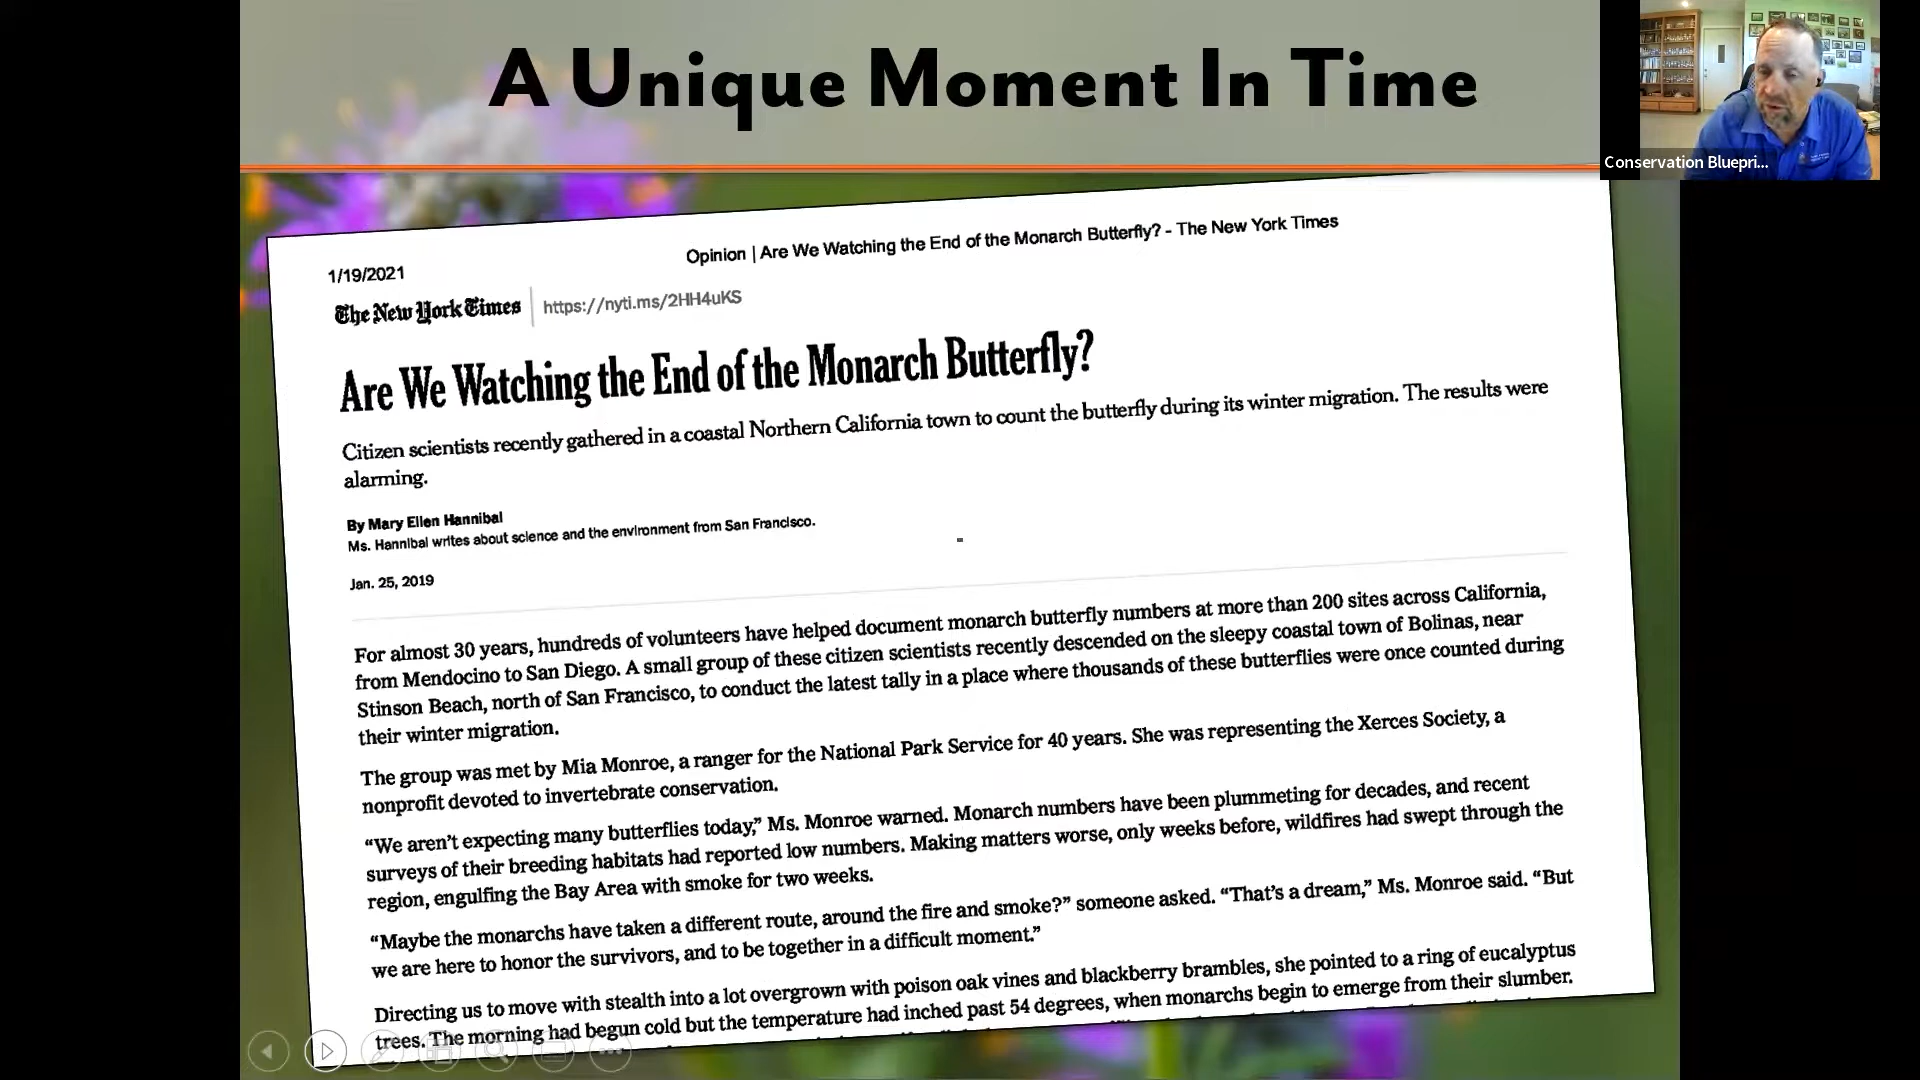 A Unique Moment In Time
Conservation Bluepri...
1/19/2021
Opinion | Are We Watching the End of the Monarch Butterfly? - The New York Times
The New York Times
https://nyti.ms/2HH4uKS
Are We Watching the End of the Monarch Butterfly?
Citizen scientists recently gathered in a coastal Northern California town to count the butterfly during its winter migration. The results were
alarming.
By Mary Ellen Hannibal
Ms. Hannibal writes about science and the environment from San Francisco.
Jan. 25, 2019
For almost 30 years, hundreds of volunteers have helped document monarch butterfly numbers at more than 200 sites across California,
from Mendocino to San Diego. A small group of these citizen scientists recently descended on the sleepy coastal town of Bolinas, near
Stinson Beach, north of San Francisco, to conduct the latest tally in a place where thousands of these butterflies were once counted during
their winter migration.
The group was met by Mia Monroe, a ranger for the National Park Service for 40 years. She was representing the Xerces Society, a
nonprofit devoted to invertebrate conservation.
“We aren’t expecting many butterflies today,” Ms. Monroe warned. Monarch numbers have been plummeting for decades, and recent
surveys of their breeding habitats had reported low numbers. Making matters worse, only weeks before, wildfires had swept through the
region, engulfing the Bay Area with smoke for two weeks.
“Maybe the monarchs have taken a different route, around the fire and smoke?” someone asked. “That’s a dream,” Ms. Monroe said. “But
we are here to honor the survivors, and to be together in a difficult moment.”
Directing us to move with stealth into a lot overgrown with poison oak vines and blackberry brambles, she pointed to a ring of eucalyptus
trees. The morning had begun cold but the temperature had inched past 54 degrees, when monarchs begin to emerge from their slumber.